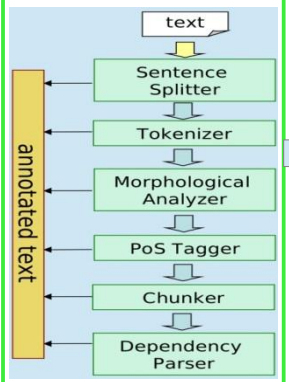 text
Sentence
Splitter
Tokenizer
Morphological
Analyzer
PoS Tagger
Chunker
Dependency
Parser
annotated text